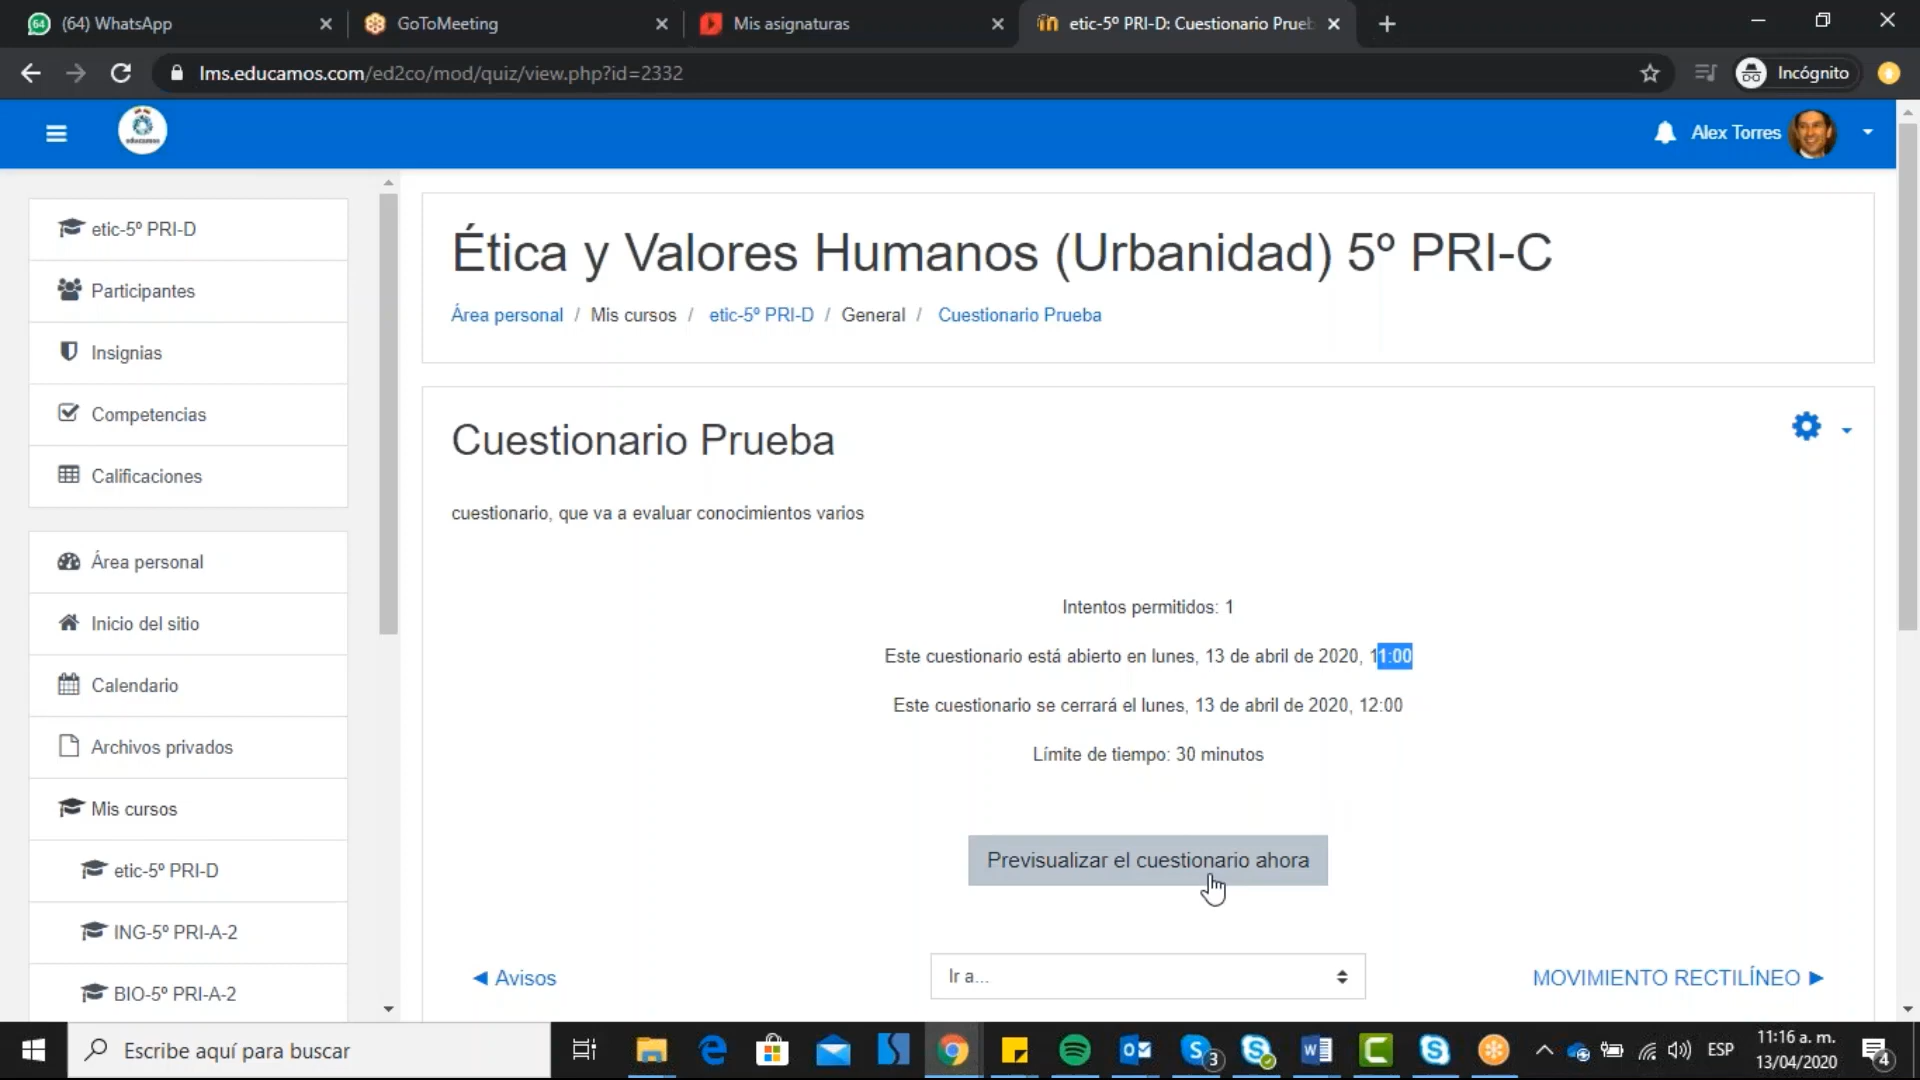 (64) WhatsApp
GoToMeeting
Mis asignaturas
etic-5º PRI-D: Cuestionario Prueb
lms.educamos.com/ed2co/mod/quiz/view.php?id=2332
Incógnito
Alex Torres
etic-5º PRI-D
Participantes
Insignias
Competencias
Calificaciones
Área personal
Inicio del sitio
Calendario
Archivos privados
Mis cursos
etic-5º PRI-D
ING-5º PRI-A-2
BIO-5º PRI-A-2
Ética y Valores Humanos (Urbanidad) 5º PRI-C
Área personal / Mis cursos / etic-5º PRI-D / General / Cuestionario Prueba
Cuestionario Prueba
cuestionario, que va a evaluar conocimientos varios
Intentos permitidos: 1
Este cuestionario está abierto en lunes, 13 de abril de 2020, 11:00
Este cuestionario se cerrará el lunes, 13 de abril de 2020, 12:00
Límite de tiempo: 30 minutos
Previsualizar el cuestionario ahora
◀ Avisos
Ir a...
MOVIMIENTO RECTILÍNEO ▶
Escribe aquí para buscar
3
ESP
11:16 a. m.
13/04/2020
4